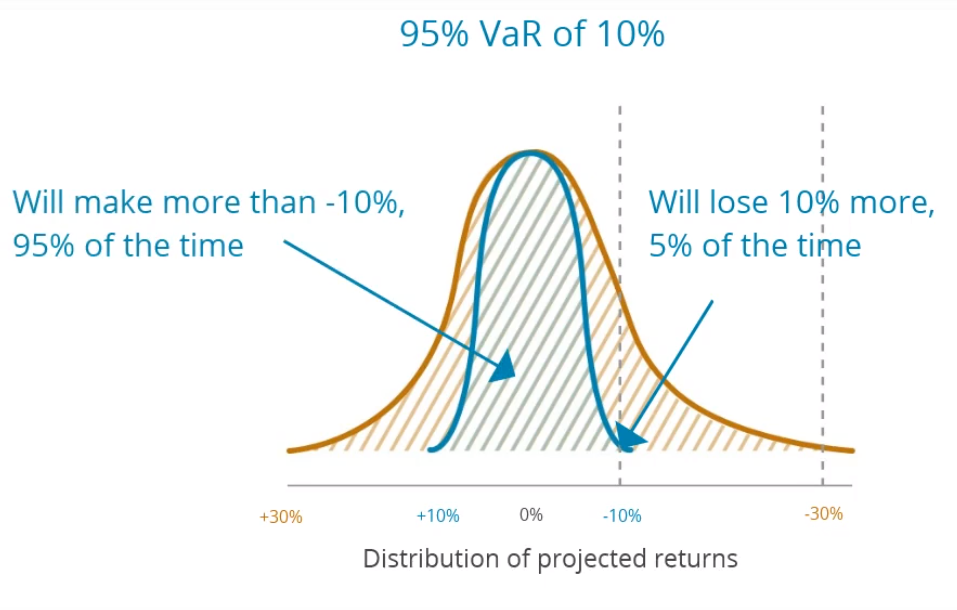 95% VaR of 10%
Will make more than -10%,
95% of the time
Will lose 10% more,
5% of the time
+30%
+10%
0%
-10%
-30%
Distribution of projected returns